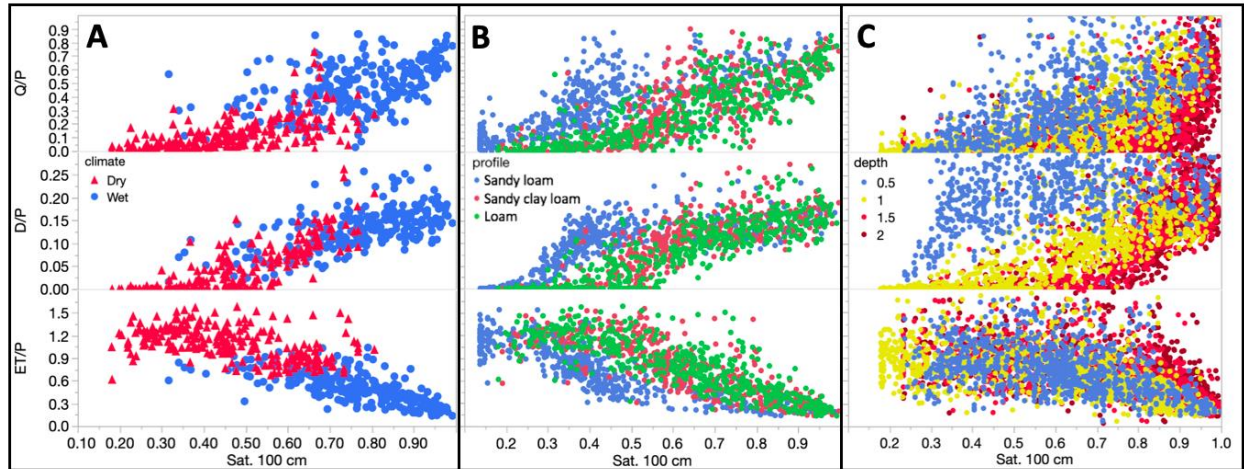 A
B
C
Q/P
0.9
0.8
0.7
0.6
0.5
0.4
0.3
0.2
0.1
0.0
climate
Dry
Wet
profile
Sandy loam
Sandy clay loam
Loam
depth
0.5
1
1.5
2
D/P
0.25
0.20
0.15
0.10
0.05
0.00
ET/P
1.5
1.2
0.9
0.6
0.3
0.0
0.10 0.20 0.30 0.40 0.50 0.60 0.70 0.80 0.90
Sat. 100 cm
0.2 0.3 0.4 0.5 0.6 0.7 0.8 0.9
Sat. 100 cm
0.2 0.3 0.4 0.5 0.6 0.7 0.8 0.9 1.0
Sat. 100 cm